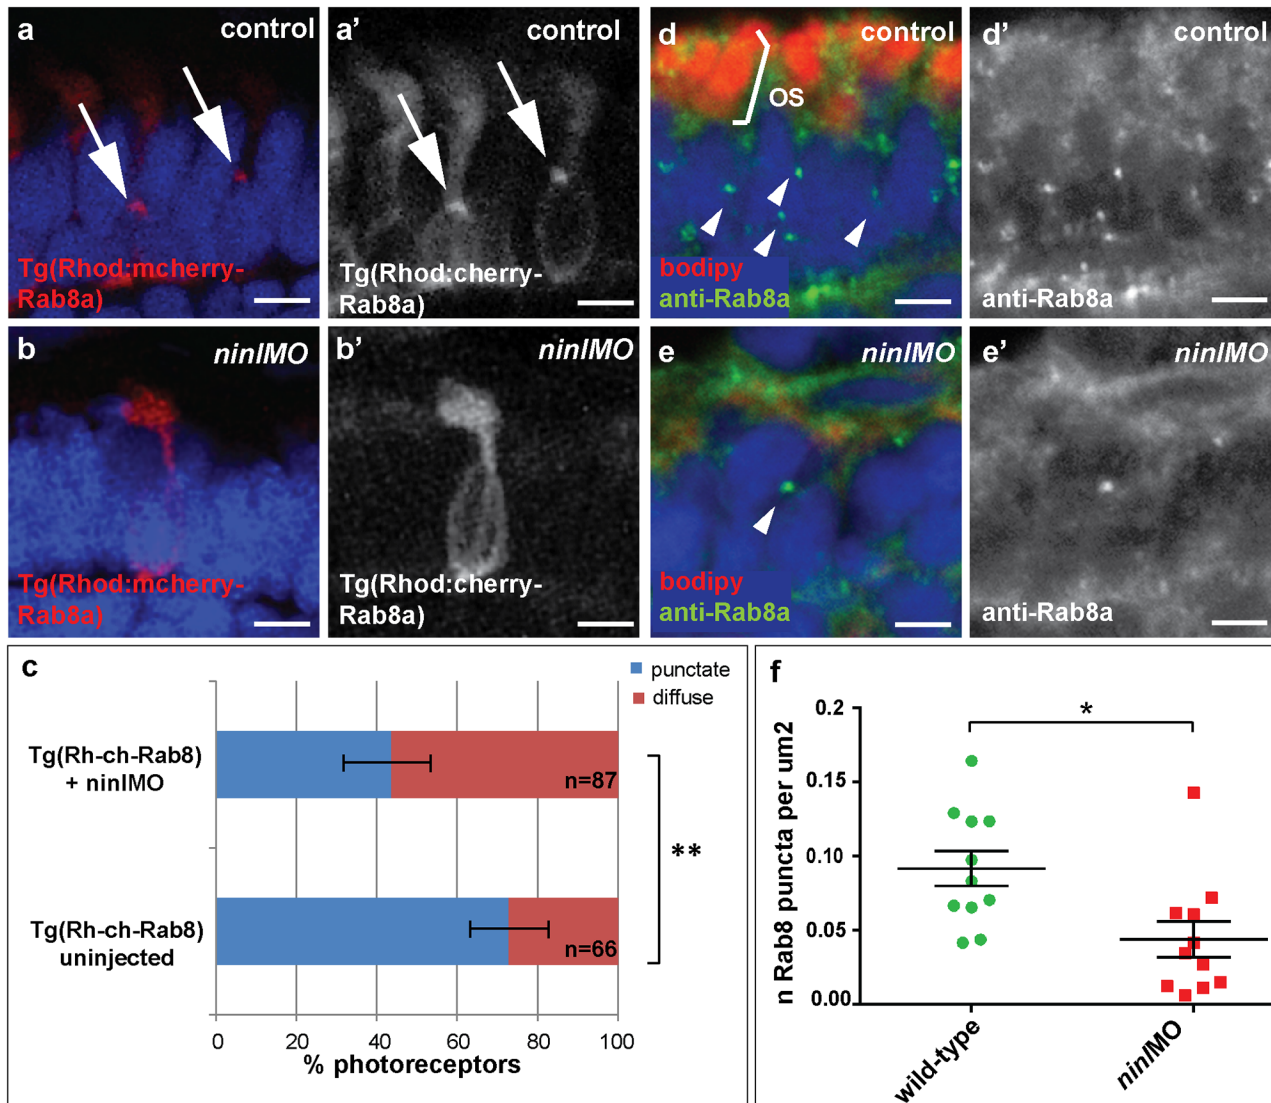 a control
Tg(Rhod:mcherry-
Rab8a)
a' control
Tg(Rhod:cherry-
Rab8a)
d control
OS
bodipy
anti-Rab8a
d' control
anti-Rab8a
b ninlMO
Tg(Rhod:mcherry-
Rab8a)
b' ninlMO
Tg(Rhod:cherry-
Rab8a)
e ninlMO
bodipy
anti-Rab8a
e' ninlMO
anti-Rab8a
c
punctate
diffuse
Tg(Rh-ch-Rab8)
+ ninlMO
n=87
**
Tg(Rh-ch-Rab8)
uninjected
n=66
0 20 40 60 80 100
% photoreceptors
f
*
n Rab8 puncta per um2
0.2
0.15
0.10
0.05
0.00
wild-type
ninlMO